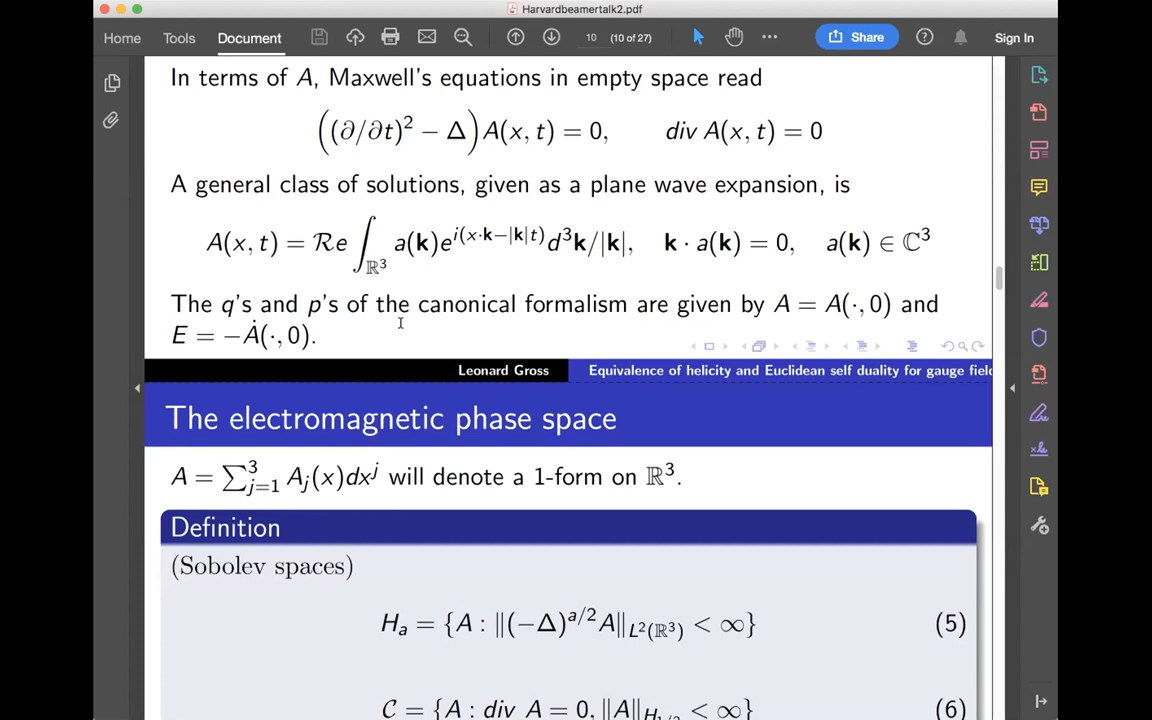 Harvardbeamertalk2.pdf
Home Tools Document 10 (10 of 27) Share Sign In
In terms of A, Maxwell's equations in empty space read
((∂/∂t)² − Δ)A(x, t) = 0, div A(x, t) = 0
A general class of solutions, given as a plane wave expansion, is
A(x, t) = Re ∫_{ℝ³} a(k)e^{i(x·k−|k|t)} d³k/|k|, k · a(k) = 0, a(k) ∈ ℂ³
The q's and p's of the canonical formalism are given by A = A(·, 0) and
E = −Ȧ(·, 0).
Leonard Gross Equivalence of helicity and Euclidean self duality for gauge field
The electromagnetic phase space
A = ∑_{j=1}^{3} A_j(x)dx^j will denote a 1-form on ℝ³.
Definition
(Sobolev spaces)
H_a = {A : ‖(−Δ)^{a/2} A‖_{L²(ℝ³)} < ∞} (5)
𝒞 = {A : div A = 0, ‖A‖_{H_{1/2}} < ∞} (6)